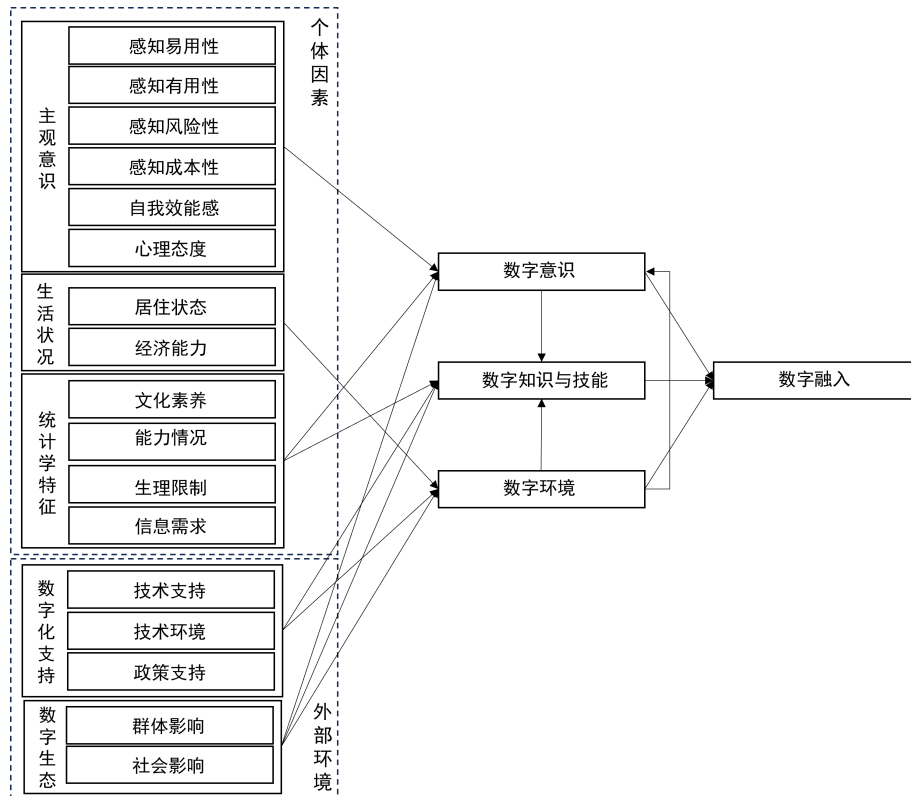 个体因素
主观意识
感知易用性
感知有用性
感知风险性
感知成本性
自我效能感
心理态度
生活状况
居住状态
经济能力
统计学特征
文化素养
能力情况
生理限制
信息需求
数字化支持
技术支持
技术环境
政策支持
数字生态
群体影响
社会影响
外部环境
数字意识
数字知识与技能
数字环境
数字融入